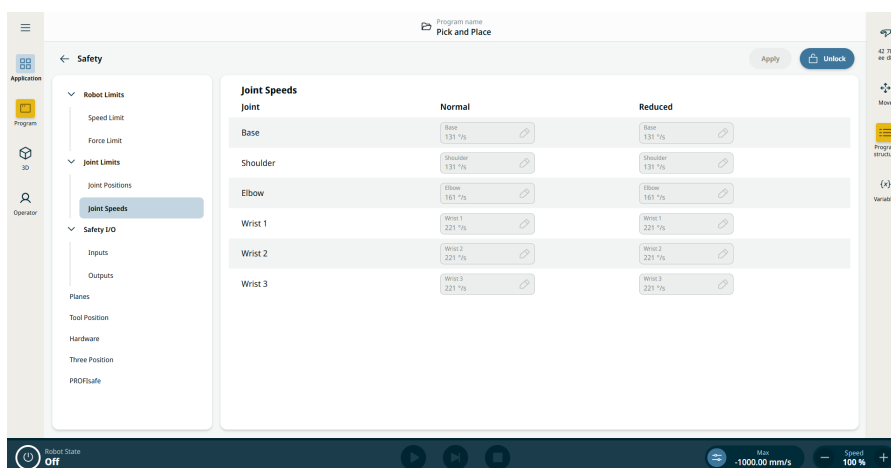 Program name
Pick and Place
Application
Program
3D
Operator
Safety
Apply
Unlock
Robot Limits
Speed Limit
Force Limit
Joint Limits
Joint Positions
Joint Speeds
Safety I/O
Inputs
Outputs
Planes
Tool Position
Hardware
Three Position
PROFIsafe
Joint Speeds
Joint Normal Reduced
Base Base 131 °/s Base 131 °/s
Shoulder Shoulder 131 °/s Shoulder 131 °/s
Elbow Elbow 161 °/s Elbow 161 °/s
Wrist 1 Wrist 1 221 °/s Wrist 1 221 °/s
Wrist 2 Wrist 2 221 °/s Wrist 2 221 °/s
Wrist 3 Wrist 3 221 °/s Wrist 3 221 °/s
Move
{x}
Robot State
Off
Max
-1000.00 mm/s
Speed
100 %